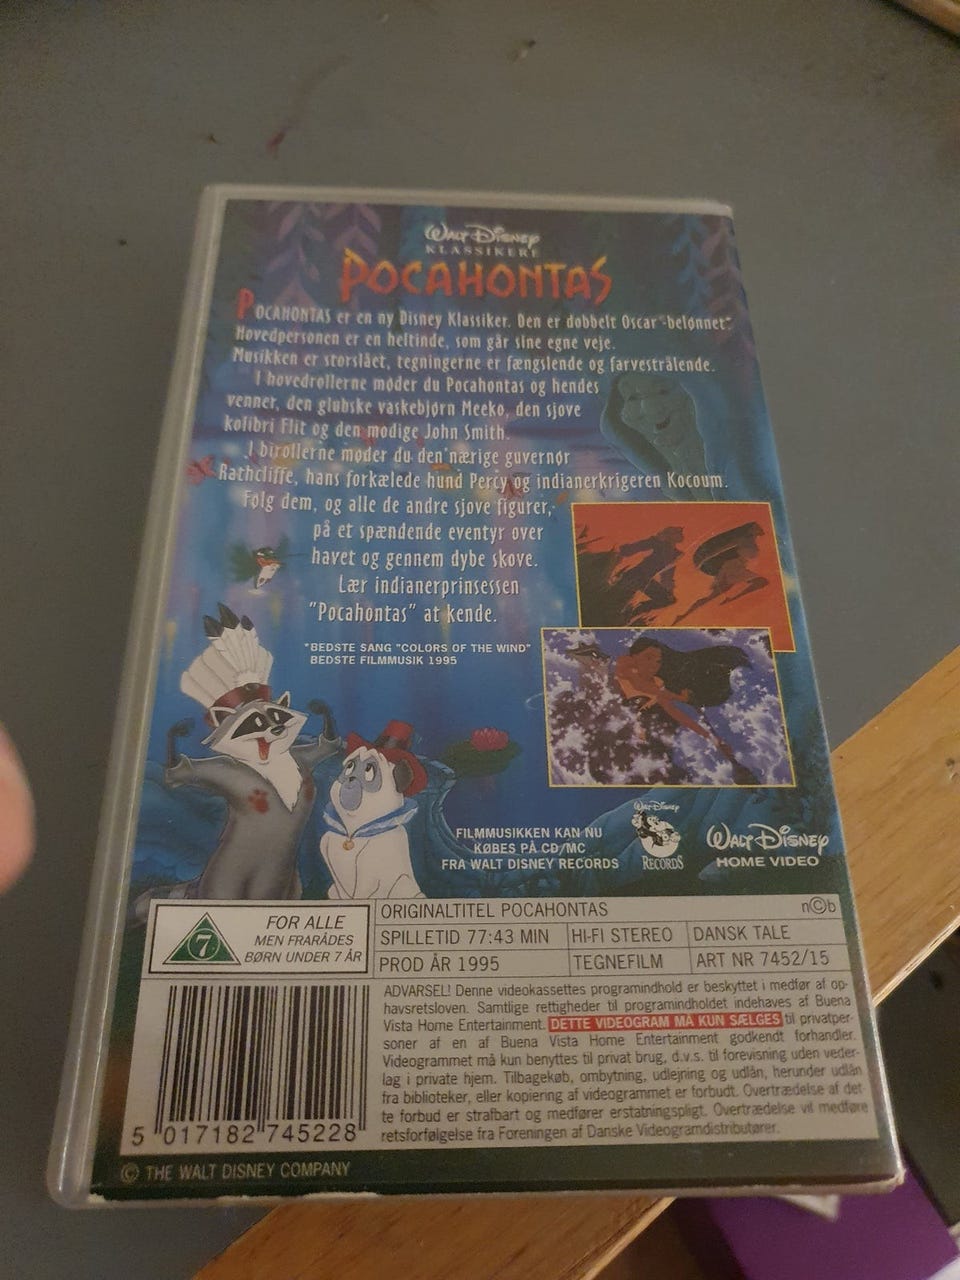 Walt Disney
KLASSIKERE
POCAHONTAS
POCAHONTAS er en ny Disney Klassiker. Den er dobbelt Oscar®-belønnet*.
Hovedpersonen er en heltinde, som går sine egne veje.
Musikken er storslået, tegningerne er fængslende og farvestrålende.
I hovedrollerne møder du Pocahontas og hendes
venner, den glubske vaskebjørn Meeko, den sjove
kolibri Flit og den modige John Smith.
I birollerne møder du den nærige guvernør
Rathcliffe, hans forkælede hund Percy og indianerkrigeren Kocoum.
Følg dem, og alle de andre sjove figurer,
på et spændende eventyr over
havet og gennem dybe skove.
Lær indianerprinsessen
"Pocahontas" at kende.
*BEDSTE SANG "COLORS OF THE WIND"
BEDSTE FILMMUSIK 1995
FILMMUSIKKEN KAN NU
KØBES PÅ CD/MC
FRA WALT DISNEY RECORDS
Walt Disney
RECORDS
Walt Disney
HOME VIDEO
7
FOR ALLE
MEN FRARÅDES
BØRN UNDER 7 ÅR
ORIGINALTITEL POCAHONTAS
n©b
SPILLETID 77:43 MIN
HI-FI STEREO
DANSK TALE
PROD ÅR 1995
TEGNEFILM
ART NR 7452/15
ADVARSEL! Denne videokassettes programindhold er beskyttet i medfør af op-
havsretsloven. Samtlige rettigheder til programindholdet indehaves af Buena
Vista Home Entertainment. DETTE VIDEOGRAM MÅ KUN SÆLGES til privatper-
soner af en af Buena Vista Home Entertainment godkendt forhandler.
Videogrammet må kun benyttes til privat brug, d.v.s. til forevisning uden veder-
lag i private hjem. Tilbagekøb, ombytning, udlejning og udlån, herunder udlån
fra biblioteker, eller kopiering af videogrammet er forbudt. Overtrædelse af det-
te forbud er strafbart og medfører erstatningspligt. Overtrædelse vil medføre
retsforfølgelse fra Foreningen af Danske Videogramdistributører.
5 017182 745228
© THE WALT DISNEY COMPANY